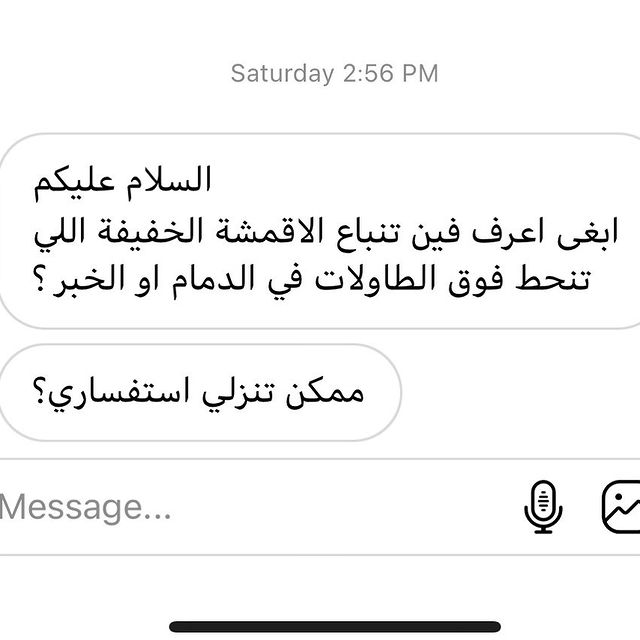 Saturday 2:56 PM
السلام عليكم
ابغى اعرف فين تنباع الاقمشة الخفيفة اللي
تنحط فوق الطاولات في الدمام او الخبر ؟
ممكن تنزلي استفساري؟
Message...